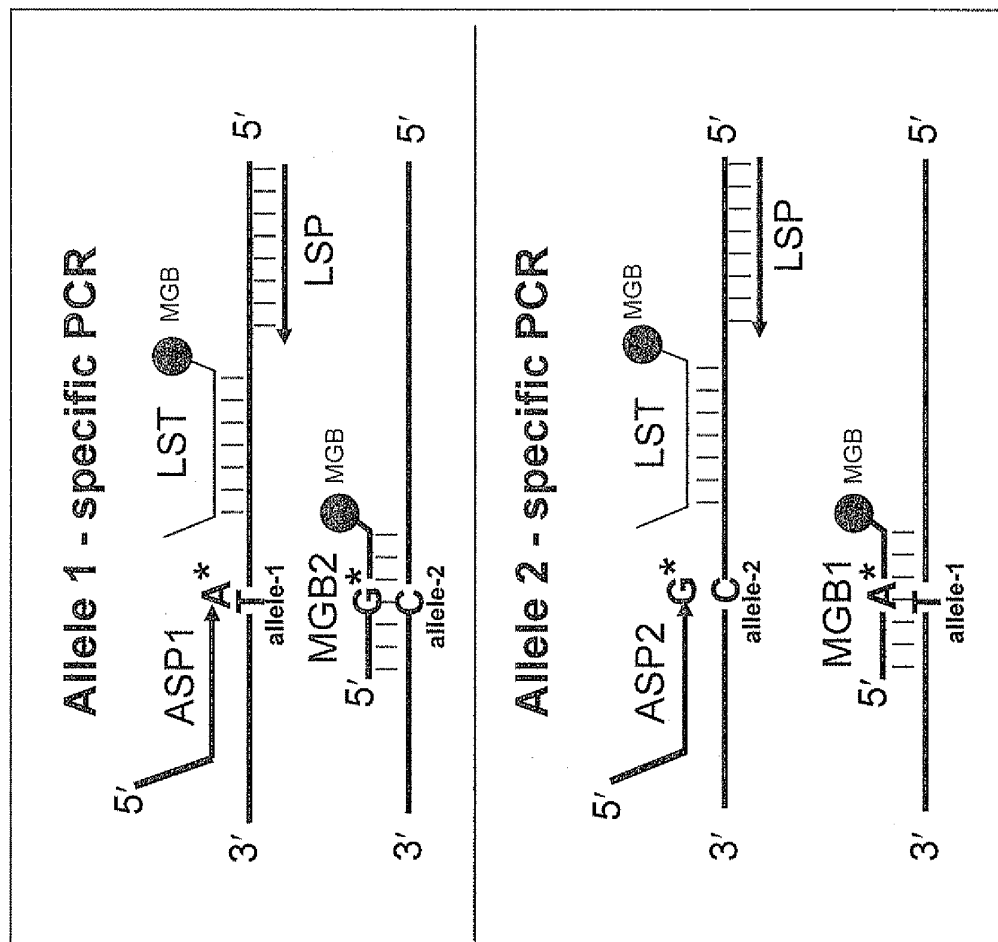 Allele 1 - specific PCR
5'
ASP1
A*
LST
MGB
3'
T
allele-1
5'
LSP
MGB2
5'
G*
MGB
3'
C
allele-2
5'
Allele 2 - specific PCR
5'
ASP2
G*
LST
MGB
3'
C
allele-2
5'
LSP
MGB1
5'
A*
MGB
3'
T
allele-1
5'